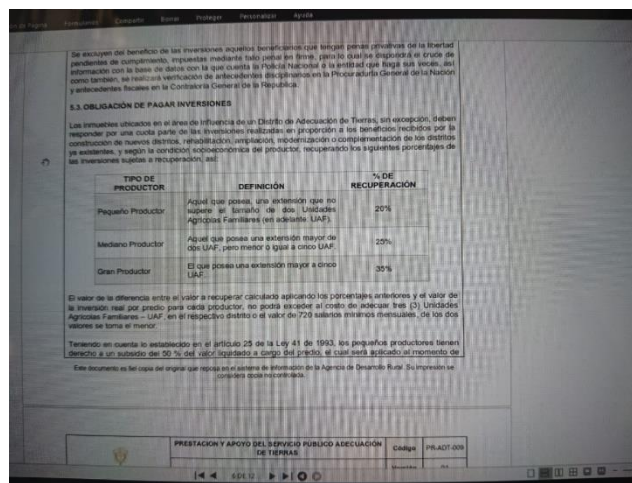 Formularios Compartir Borrar Proteger Personalizar Ayuda
Se excluyen del beneficio de las inversiones aquellos beneficiarios que tengan penas privativas de la libertad
pendientes de cumplimiento, impuestas mediante fallo penal en firme, para lo cual se dispondrá el cruce de
información con la base de datos con la que cuenta la Policía Nacional o la entidad que haga sus veces, así
como también, se realizará verificación de antecedentes disciplinarios en la Procuraduría General de la Nación
y antecedentes fiscales en la Contraloría General de la República.
5.3. OBLIGACIÓN DE PAGAR INVERSIONES
Los inmuebles ubicados en el área de influencia de un Distrito de Adecuación de Tierras, sin excepción, deben
responder por una cuota parte de las inversiones realizadas en proporción a los beneficios recibidos por la
construcción de nuevos distritos, rehabilitación, ampliación, modernización o complementación de los distritos
ya existentes, y según la condición socioeconómica del productor, recuperando los siguientes porcentajes de
las inversiones sujetas a recuperación, así:
TIPO DE PRODUCTOR DEFINICIÓN % DE RECUPERACIÓN
Pequeño Productor
Aquel que posea, una extensión que no
supere el tamaño de dos Unidades
Agrícolas Familiares (en adelante: UAF).
20%
Mediano Productor
Aquel que posea una extensión mayor de
dos UAF, pero menor o igual a cinco UAF.
25%
Gran Productor
El que posea una extensión mayor a cinco
UAF.
35%
El valor de la diferencia entre el valor a recuperar calculado aplicando los porcentajes anteriores y el valor de
la inversión real por predio para cada productor, no podrá exceder al costo de adecuar tres (3) Unidades
Agrícolas Familiares – UAF, en el respectivo distrito o el valor de 720 salarios mínimos mensuales, de los dos
valores se toma el menor.
Teniendo en cuenta lo establecido en el artículo 25 de la Ley 41 de 1993, los pequeños productores tienen
derecho a un subsidio del 50 % del valor liquidado a cargo del predio, el cual será aplicado al momento de
Este documento es fiel copia del original que reposa en el sistema de información de la Agencia de Desarrollo Rural. Su impresión se
considera copia no controlada.
PRESTACIÓN Y APOYO DEL SERVICIO PÚBLICO ADECUACIÓN
DE TIERRAS
Código PR-ADT-009